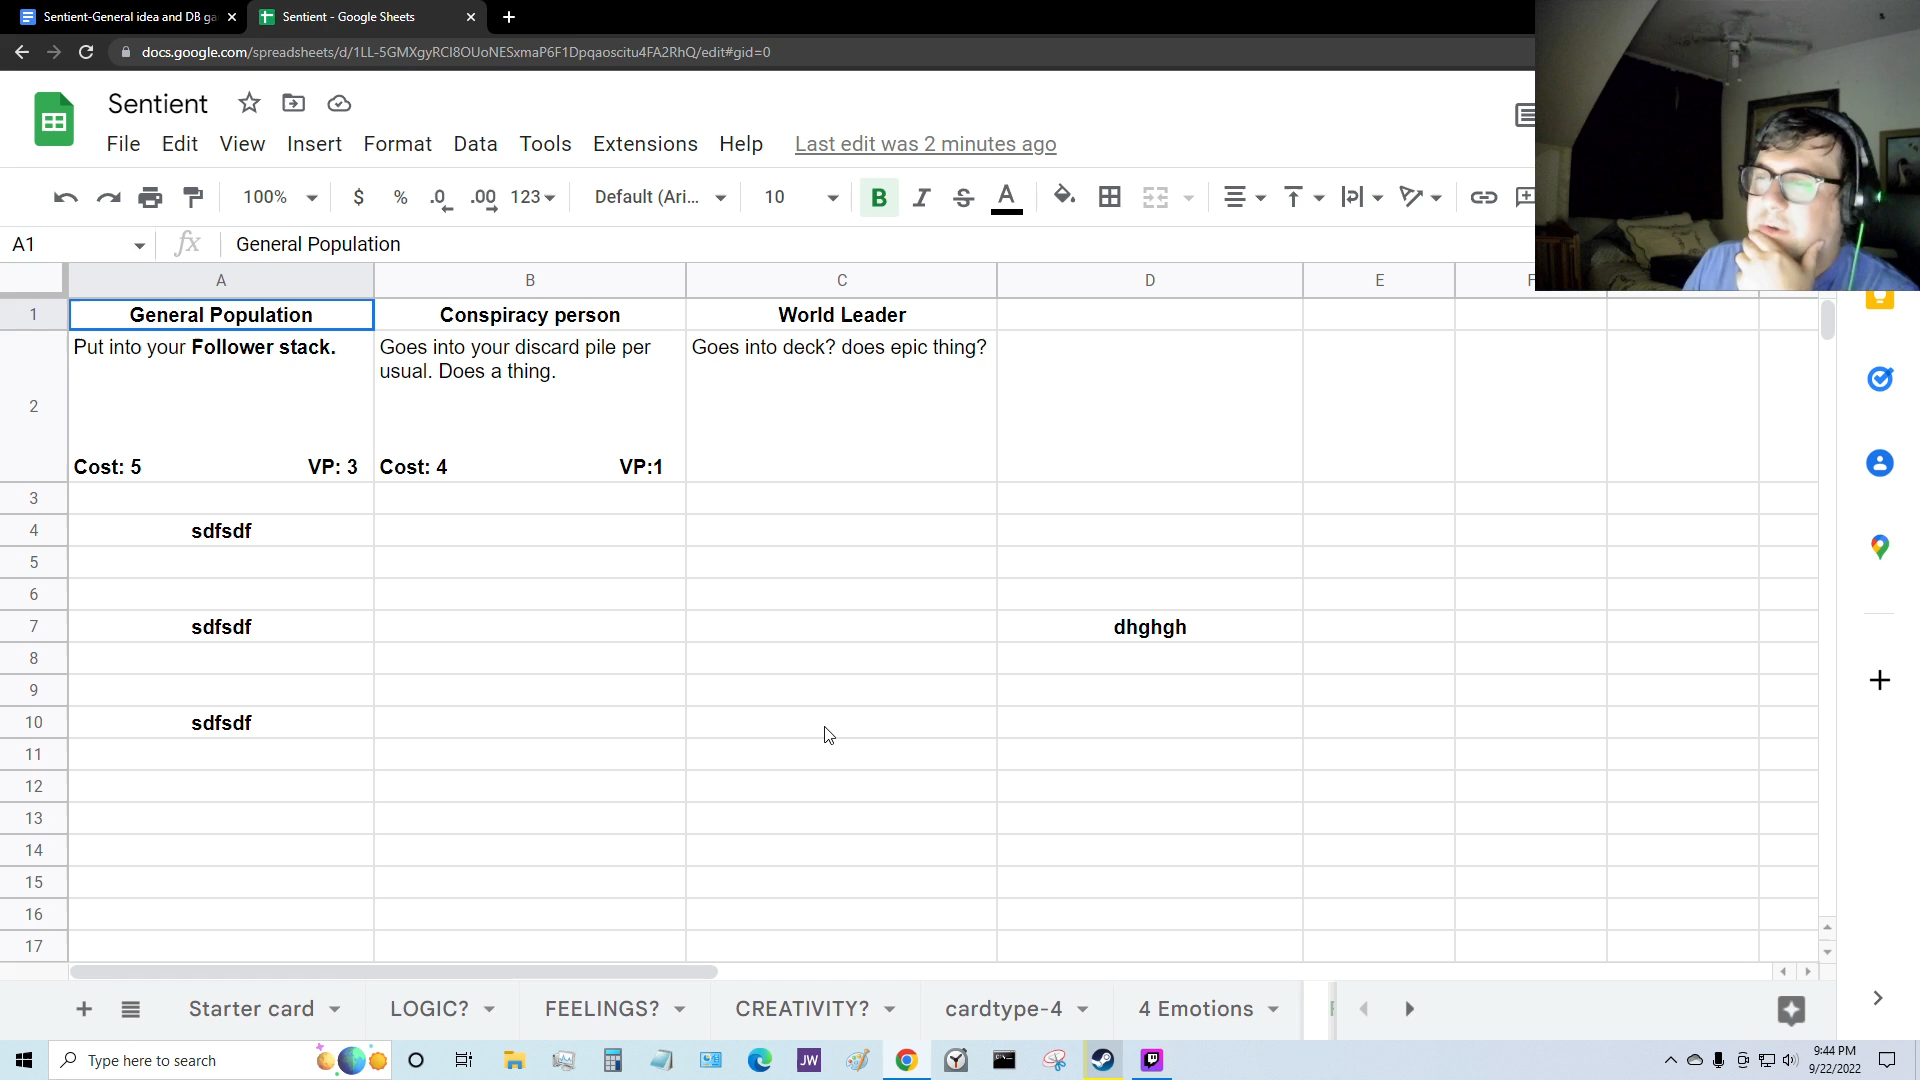 Sentient-General idea and DB ga
Sentient - Google Sheets
docs.google.com/spreadsheets/d/1LL-5GMXgyRCI8OUoNESxmaP6F1Dpqaoscitu4FA2RhQ/edit#gid=0
Sentient
File Edit View Insert Format Data Tools Extensions Help Last edit was 2 minutes ago
100% $ % .0 .00 123 Default (Ari... 10 B I S A
A1 fx General Population
A B C D E F
1 General Population Conspiracy person World Leader
Put into your Follower stack. Goes into your discard pile per Goes into deck? does epic thing?
usual. Does a thing.
2
Cost: 5 VP: 3 Cost: 4 VP:1
3
4 sdfsdf
5
6
7 sdfsdf dhghgh
8
9
10 sdfsdf
11
12
13
14
15
16
17
Starter card LOGIC? FEELINGS? CREATIVITY? cardtype-4 4 Emotions
Type here to search JW 9:44 PM
9/22/2022